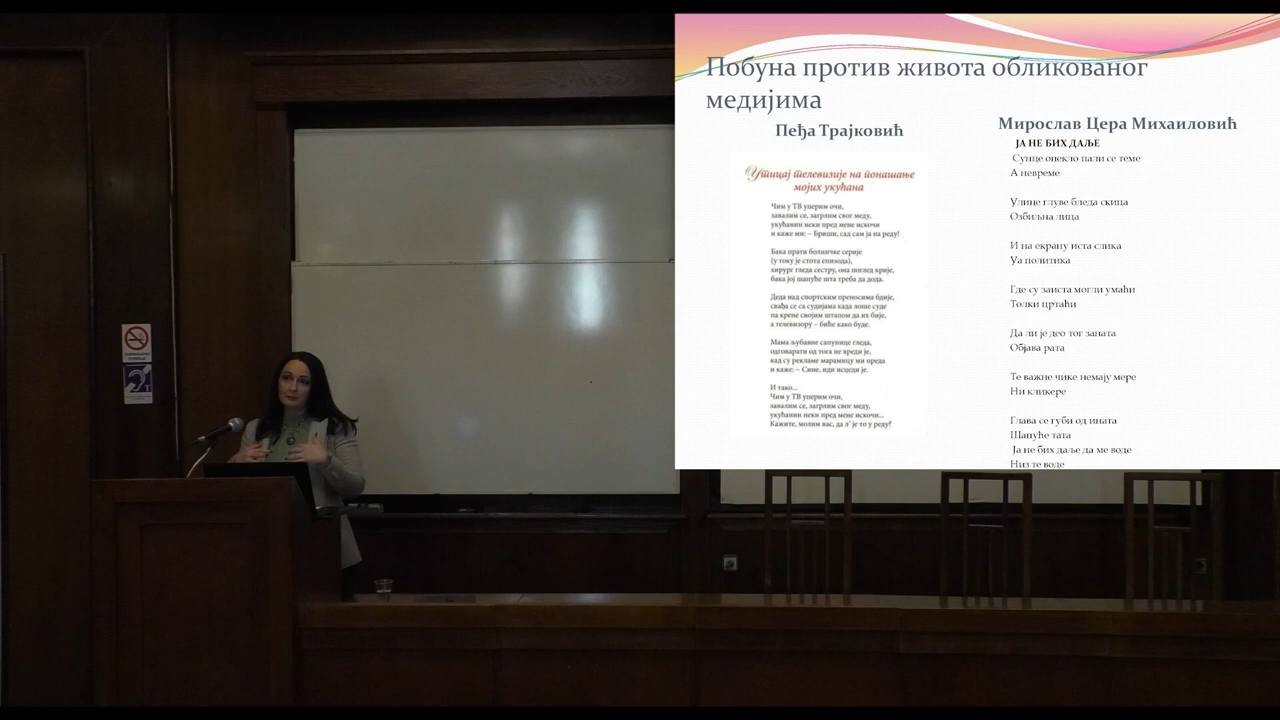 Побуна против живота обликованог
медијима
Пеђа Трајковић
Утицај телевизије на понашање
мојих укућана
Чим у ТВ уперим очи,
завалим се, загрлим свог меду,
укућанин неки пред мене искочи
и каже ми: – Бриши, сад сам ја на реду!
Бака прати болничке серије
(у току је стота епизода),
хирург гледа сестру, она поглед крије,
бака јој шапуће шта треба да дода.
Деда над спортским преносима бдије,
свађа се са судијама када лоше суде
па крене својим штапом да их бије,
а телевизору – биће како буде.
Мама љубавне сапунице гледа,
одговарати од тога не вреди је,
кад су рекламе марамицу ми преда
и каже: – Сине, иди исцеди је.
И тако...
Чим у ТВ уперим очи,
завалим се, загрлим свог меду,
укућанин неки пред мене искочи...
Кажите, молим вас, да л' је то у реду?
Мирослав Цера Михаиловић
ЈА НЕ БИХ ДАЉЕ
Сунце опекло пали се теме
А невреме
Улице глуве бледа скица
Озбиљна лица
И на екрану иста слика
Уа политика
Где су заиста могли умаћи
Толки цртаћи
Да ли је део тог заната
Објава рата
Те важне чике немају мере
Ни кликере
Глава се губи од ината
Шапуће тата
Ја не бих даље да ме воде
Низ те воде